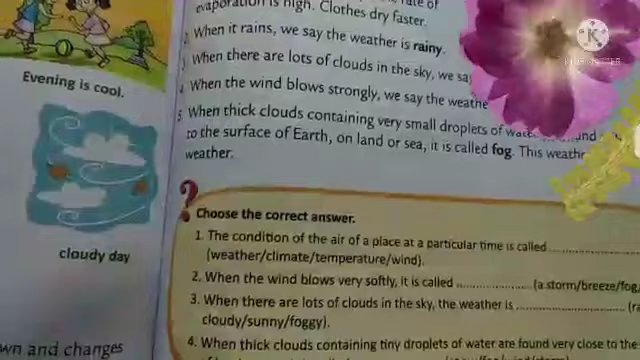 evaporation is high. Clothes dry faster.
2. When it rains, we say the weather is rainy.
3. When there are lots of clouds in the sky, we say
4. When the wind blows strongly, we say the weathe
5. When thick clouds containing very small droplets of
to the surface of Earth, on land or sea, it is called fog. This weath
weather.
Evening is cool.
cloudy day
wn and changes
? Choose the correct answer.
1. The condition of the air of a place at a particular time is called ....................
(weather/climate/temperature/wind).
2. When the wind blows very softly, it is called .................... (a storm/breeze/fog/
3. When there are lots of clouds in the sky, the weather is .................... (ra
cloudy/sunny/foggy).
4. When thick clouds containing tiny droplets of water are found very close to the
K